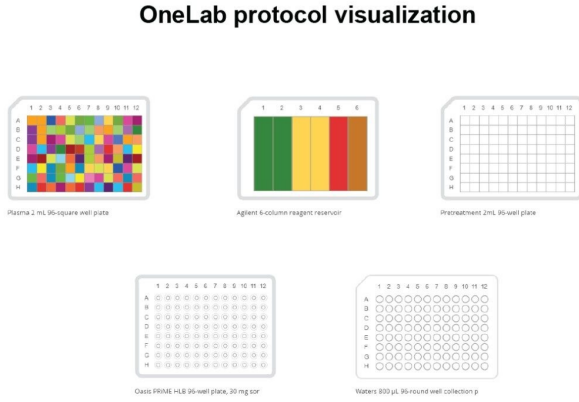 OneLab protocol visualization
1 2 3 4 5 6 7 8 9 10 11 12
A
B
C
D
E
F
G
H
Plasma 2 mL 96-square well plate
1 2 3 4 5 6
Agilent 6-column reagent reservoir
1 2 3 4 5 6 7 8 9 10 11 12
A
B
C
D
E
F
G
H
Pretreatment 2mL 96-well plate
1 2 3 4 5 6 7 8 9 10 11 12
A
B
C
D
E
F
G
H
Oasis PRiME HLB 96-well plate, 30 mg sor
1 2 3 4 5 6 7 8 9 10 11 12
A
B
C
D
E
F
G
H
Waters 800 µL 96-round well collection p